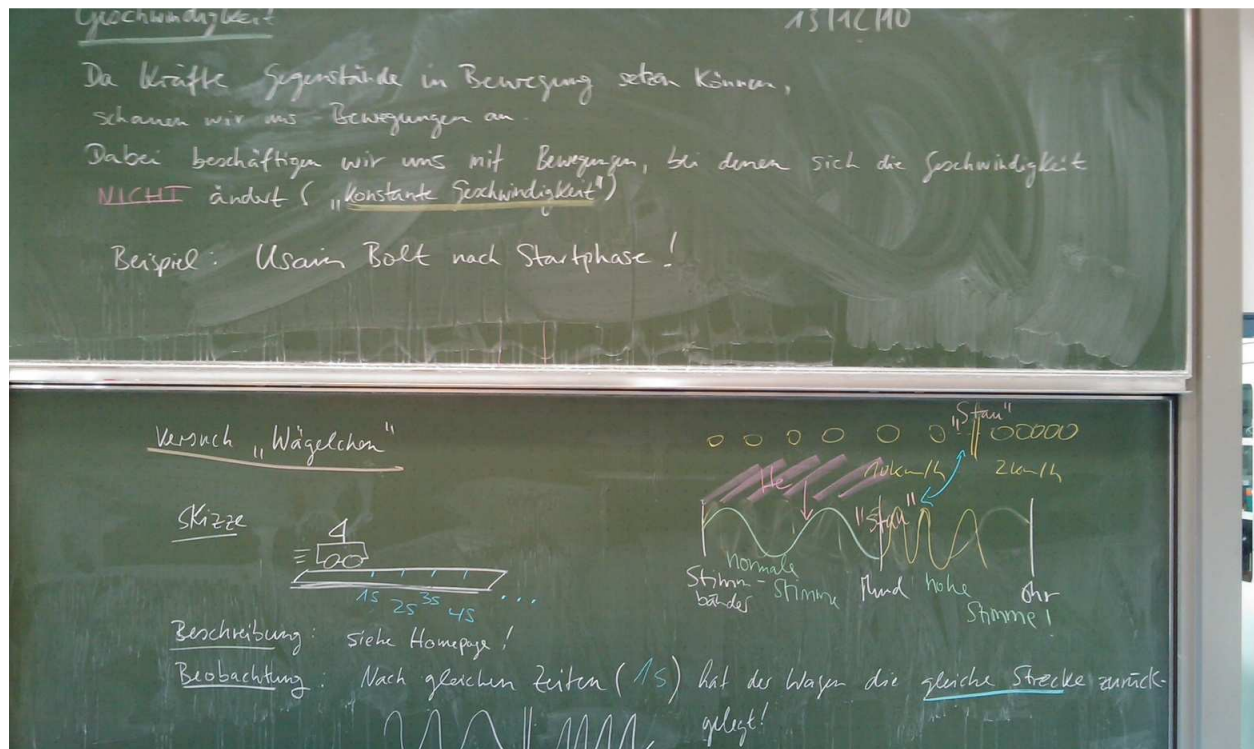 Geschwindigkeit 13/12/10
Da Kräfte Gegenstände in Bewegung setzen können,
schauen wir uns Bewegungen an.
Dabei beschäftigen wir uns mit Bewegungen, bei denen sich die Geschwindigkeit
NICHT ändert ( "konstante Geschwindigkeit")
Beispiel: Usain Bolt nach Startphase!
Versuch "Wägelchen"
Skizze
1s 2s 3s 4s ...
Beschreibung: siehe Homepage!
Beobachtung: Nach gleichen Zeiten (1s) hat der Wagen die gleiche Strecke zurück-
gelegt!
"Stau"
10km/h 2km/h
He
"Stau"
normale
Stimme
Stimm-
bänder
Mund
hohe
Stimme!
Ohr